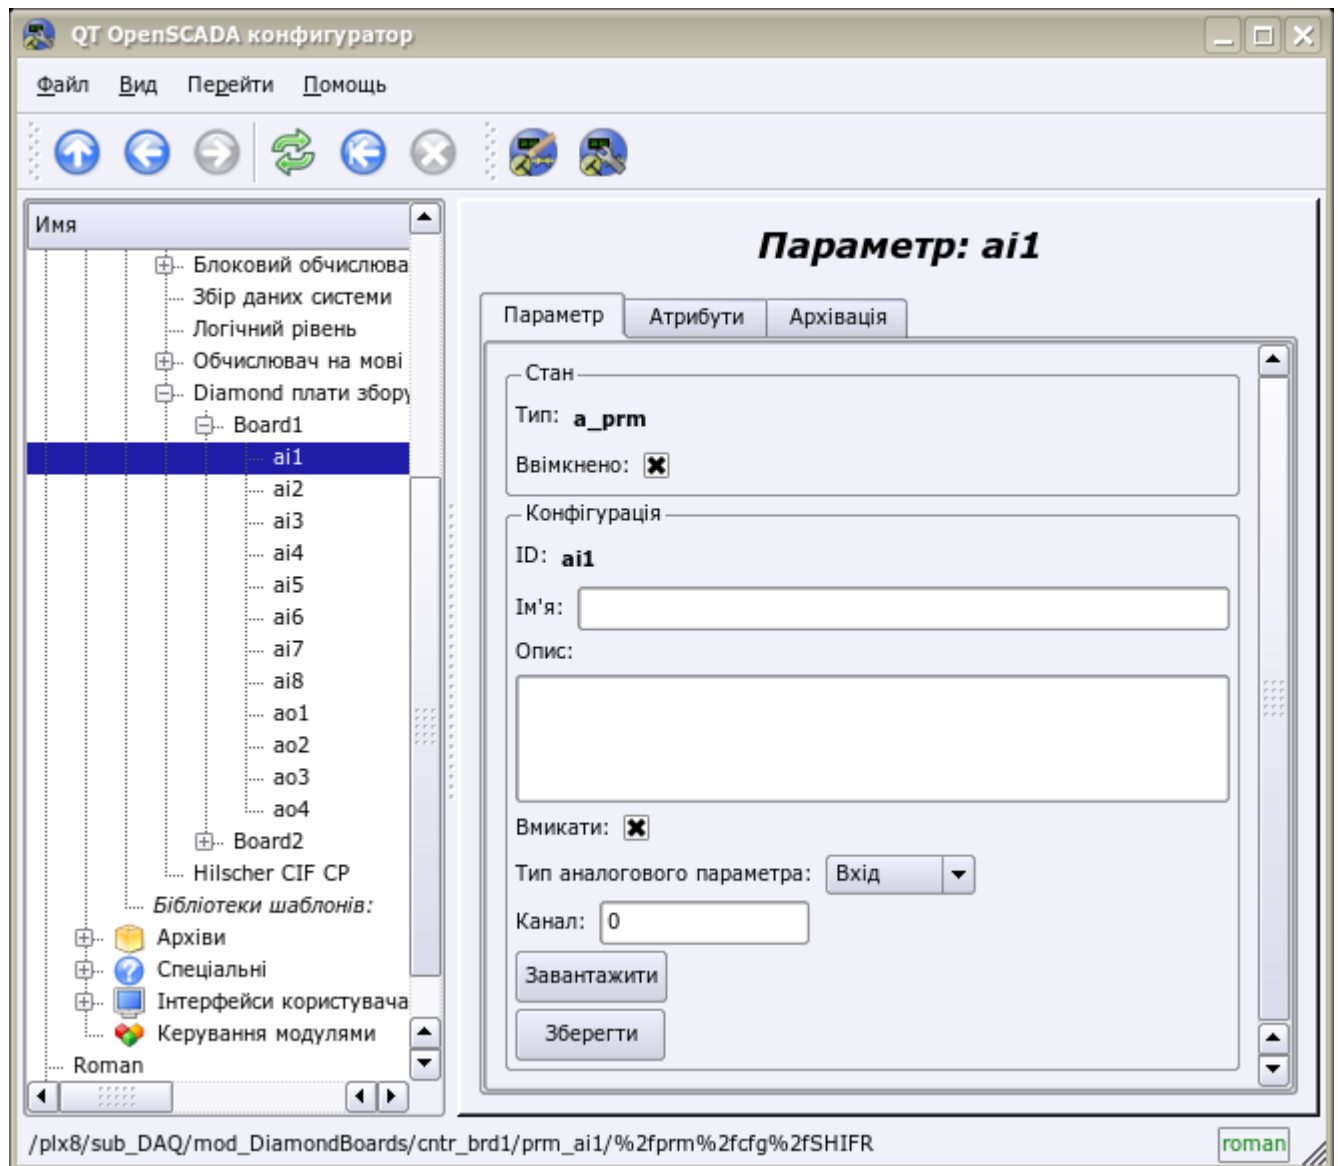 QT OpenSCADA конфигуратор
Файл Вид Перейти Помощь
Имя
Блоковий обчислюва
Збір даних системи
Логічний рівень
Обчислювач на мові
Diamond плати збору
Board1
ai1
ai2
ai3
ai4
ai5
ai6
ai7
ai8
ao1
ao2
ao3
ao4
Board2
Hilscher CIF CP
Бібліотеки шаблонів:
Архіви
Спеціальні
Інтерфейси користувача
Керування модулями
Roman
Параметр: ai1
Параметр Атрибути Архівація
Стан
Тип: a_prm
Ввімкнено:
Конфігурація
ID: ai1
Ім'я:
Опис:
Вмикати:
Тип аналогового параметра: Вхід
Канал: 0
Завантажити
Зберегти
/plx8/sub_DAQ/mod_DiamondBoards/cntr_brd1/prm_ai1/%2fprm%2fcfg%2fSHIFR
roman